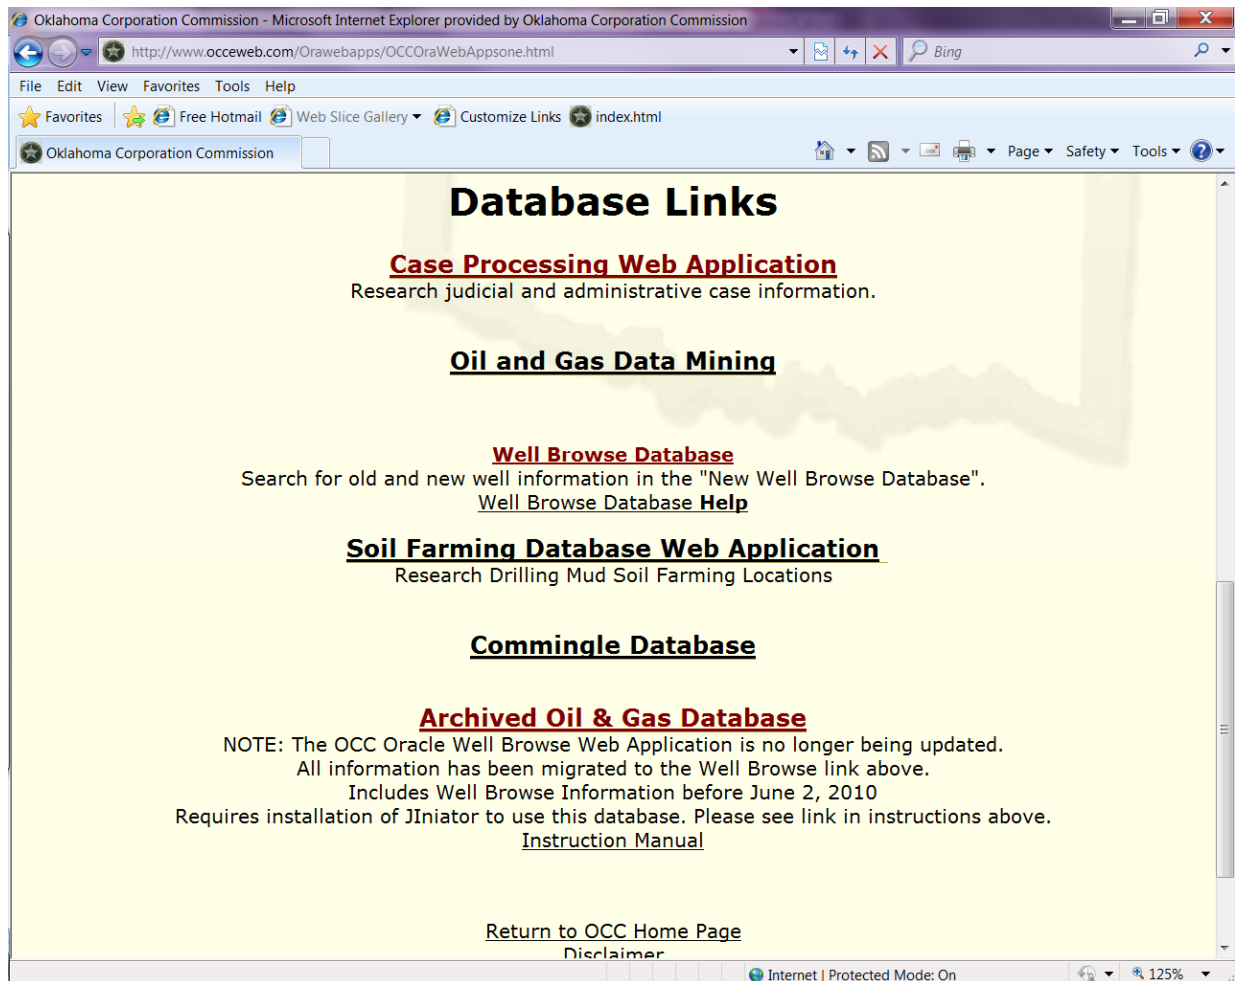 Oklahoma Corporation Commission - Microsoft Internet Explorer provided by Oklahoma Corporation Commission
http://www.occeweb.com/Orawebapps/OCCOraWebAppsone.html
Bing
File Edit View Favorites Tools Help
Favorites Free Hotmail Web Slice Gallery Customize Links index.html
Oklahoma Corporation Commission
Page Safety Tools
Database Links
Case Processing Web Application
Research judicial and administrative case information.
Oil and Gas Data Mining
Well Browse Database
Search for old and new well information in the "New Well Browse Database".
Well Browse Database Help
Soil Farming Database Web Application
Research Drilling Mud Soil Farming Locations
Commingle Database
Archived Oil & Gas Database
NOTE: The OCC Oracle Well Browse Web Application is no longer being updated.
All information has been migrated to the Well Browse link above.
Includes Well Browse Information before June 2, 2010
Requires installation of JIniator to use this database. Please see link in instructions above.
Instruction Manual
Return to OCC Home Page
Disclaimer
Internet | Protected Mode: On
125%